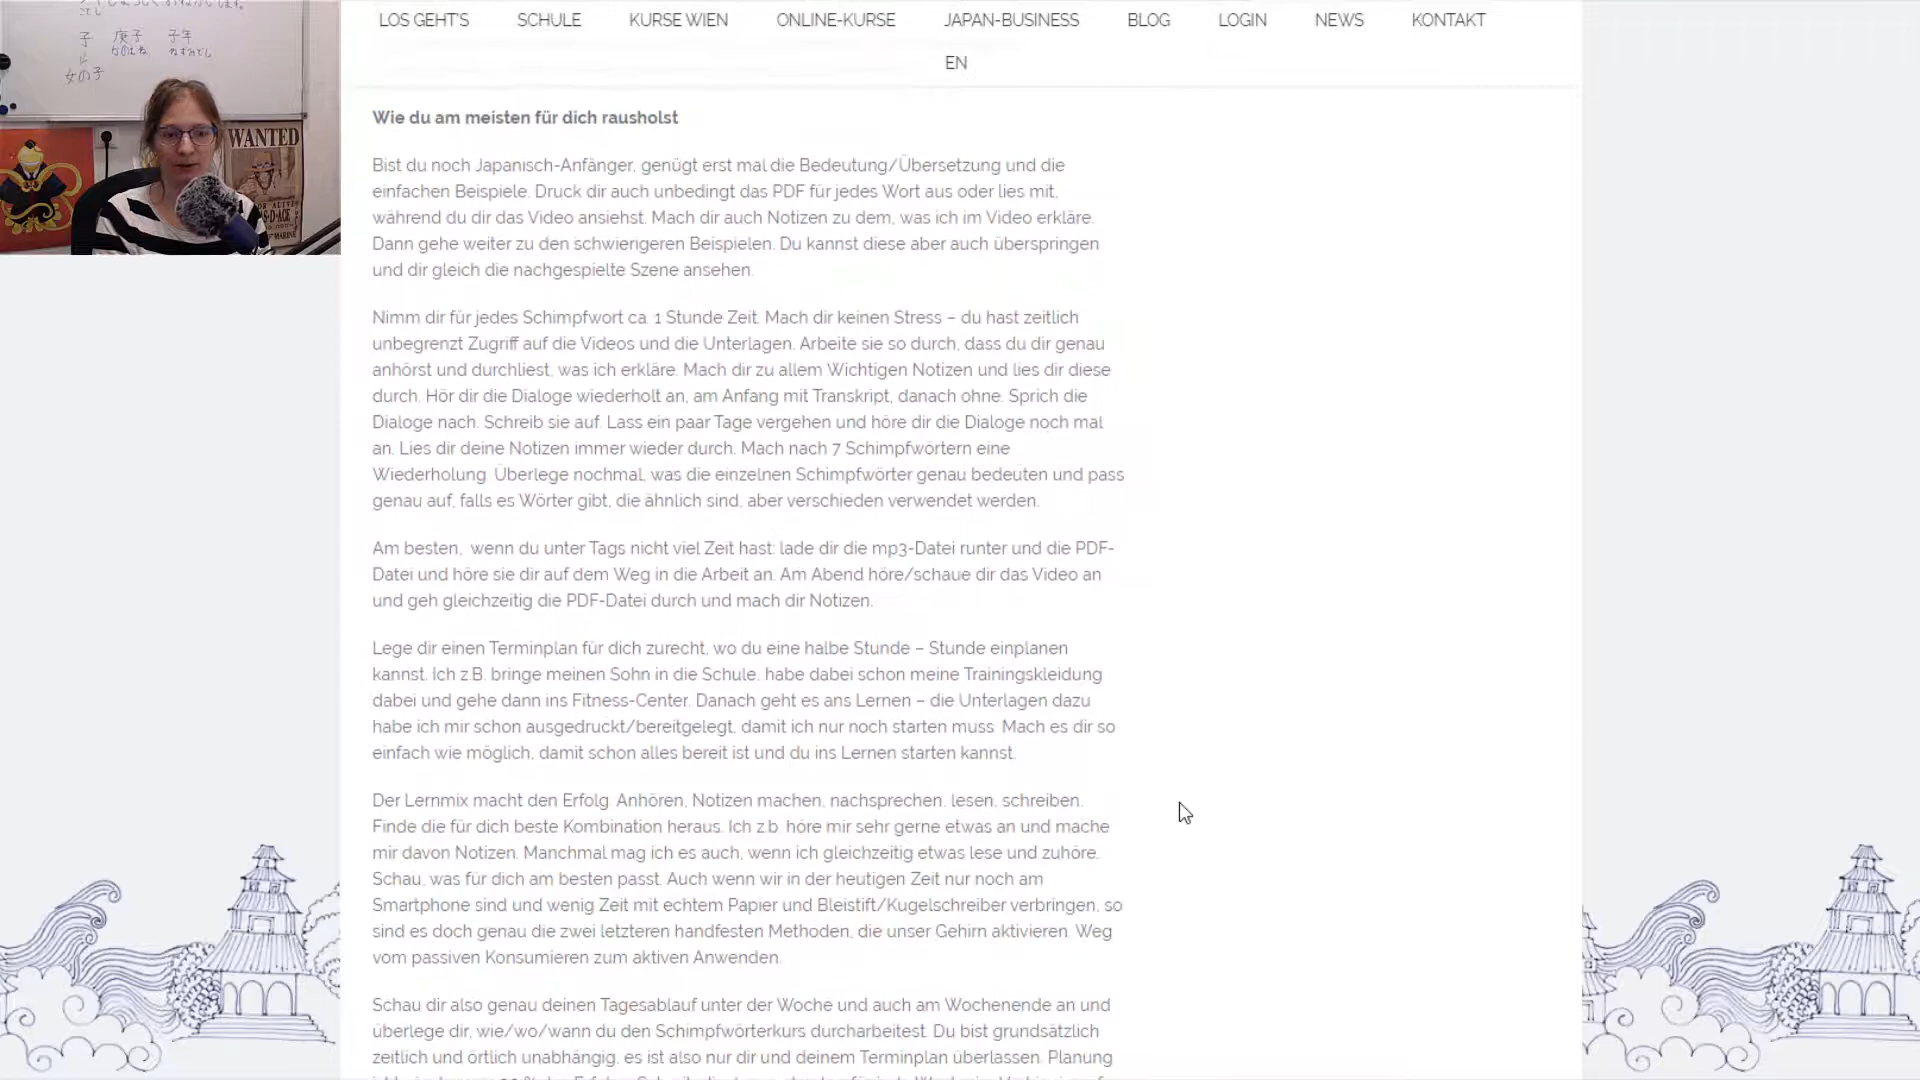 子 庚子 子年
かのえね ねずみどし
女の子
WANTED
MARINE
LOS GEHT'S SCHULE KURSE WIEN ONLINE-KURSE JAPAN-BUSINESS BLOG LOGIN NEWS KONTAKT
EN
Wie du am meisten für dich rausholst
Bist du noch Japanisch-Anfänger, genügt erst mal die Bedeutung/Übersetzung und die
einfachen Beispiele. Druck dir auch unbedingt das PDF für jedes Wort aus oder lies mit,
während du dir das Video ansiehst. Mach dir auch Notizen zu dem, was ich im Video erkläre.
Dann gehe weiter zu den schwierigeren Beispielen. Du kannst diese aber auch überspringen
und dir gleich die nachgespielte Szene ansehen.
Nimm dir für jedes Schimpfwort ca. 1 Stunde Zeit. Mach dir keinen Stress – du hast zeitlich
unbegrenzt Zugriff auf die Videos und die Unterlagen. Arbeite sie so durch, dass du dir genau
anhörst und durchliest, was ich erkläre. Mach dir zu allem Wichtigen Notizen und lies dir diese
durch. Hör dir die Dialoge wiederholt an, am Anfang mit Transkript, danach ohne. Sprich die
Dialoge nach. Schreib sie auf. Lass ein paar Tage vergehen und höre dir die Dialoge noch mal
an. Lies dir deine Notizen immer wieder durch. Mach nach 7 Schimpfwörtern eine
Wiederholung. Überlege nochmal, was die einzelnen Schimpfwörter genau bedeuten und pass
genau auf, falls es Wörter gibt, die ähnlich sind, aber verschieden verwendet werden.
Am besten, wenn du unter Tags nicht viel Zeit hast: lade dir die mp3-Datei runter und die PDF-
Datei und höre sie dir auf dem Weg in die Arbeit an. Am Abend höre/schaue dir das Video an
und geh gleichzeitig die PDF-Datei durch und mach dir Notizen.
Lege dir einen Terminplan für dich zurecht, wo du eine halbe Stunde – Stunde einplanen
kannst. Ich z.B. bringe meinen Sohn in die Schule, habe dabei schon meine Trainingskleidung
dabei und gehe dann ins Fitness-Center. Danach geht es ans Lernen – die Unterlagen dazu
habe ich mir schon ausgedruckt/bereitgelegt, damit ich nur noch starten muss. Mach es dir so
einfach wie möglich, damit schon alles bereit ist und du ins Lernen starten kannst.
Der Lernmix macht den Erfolg. Anhören, Notizen machen, nachsprechen, lesen, schreiben.
Finde die für dich beste Kombination heraus. Ich z.b. höre mir sehr gerne etwas an und mache
mir davon Notizen. Manchmal mag ich es auch, wenn ich gleichzeitig etwas lese und zuhöre.
Schau, was für dich am besten passt. Auch wenn wir in der heutigen Zeit nur noch am
Smartphone sind und wenig Zeit mit echtem Papier und Bleistift/Kugelschreiber verbringen, so
sind es doch genau die zwei letzteren handfesten Methoden, die unser Gehirn aktivieren. Weg
vom passiven Konsumieren zum aktiven Anwenden.
Schau dir also genau deinen Tagesablauf unter der Woche und auch am Wochenende an und
überlege dir, wie/wo/wann du den Schimpfwörterkurs durcharbeitest. Du bist grundsätzlich
zeitlich und örtlich unabhängig, es ist also nur dir und deinem Terminplan überlassen. Planung